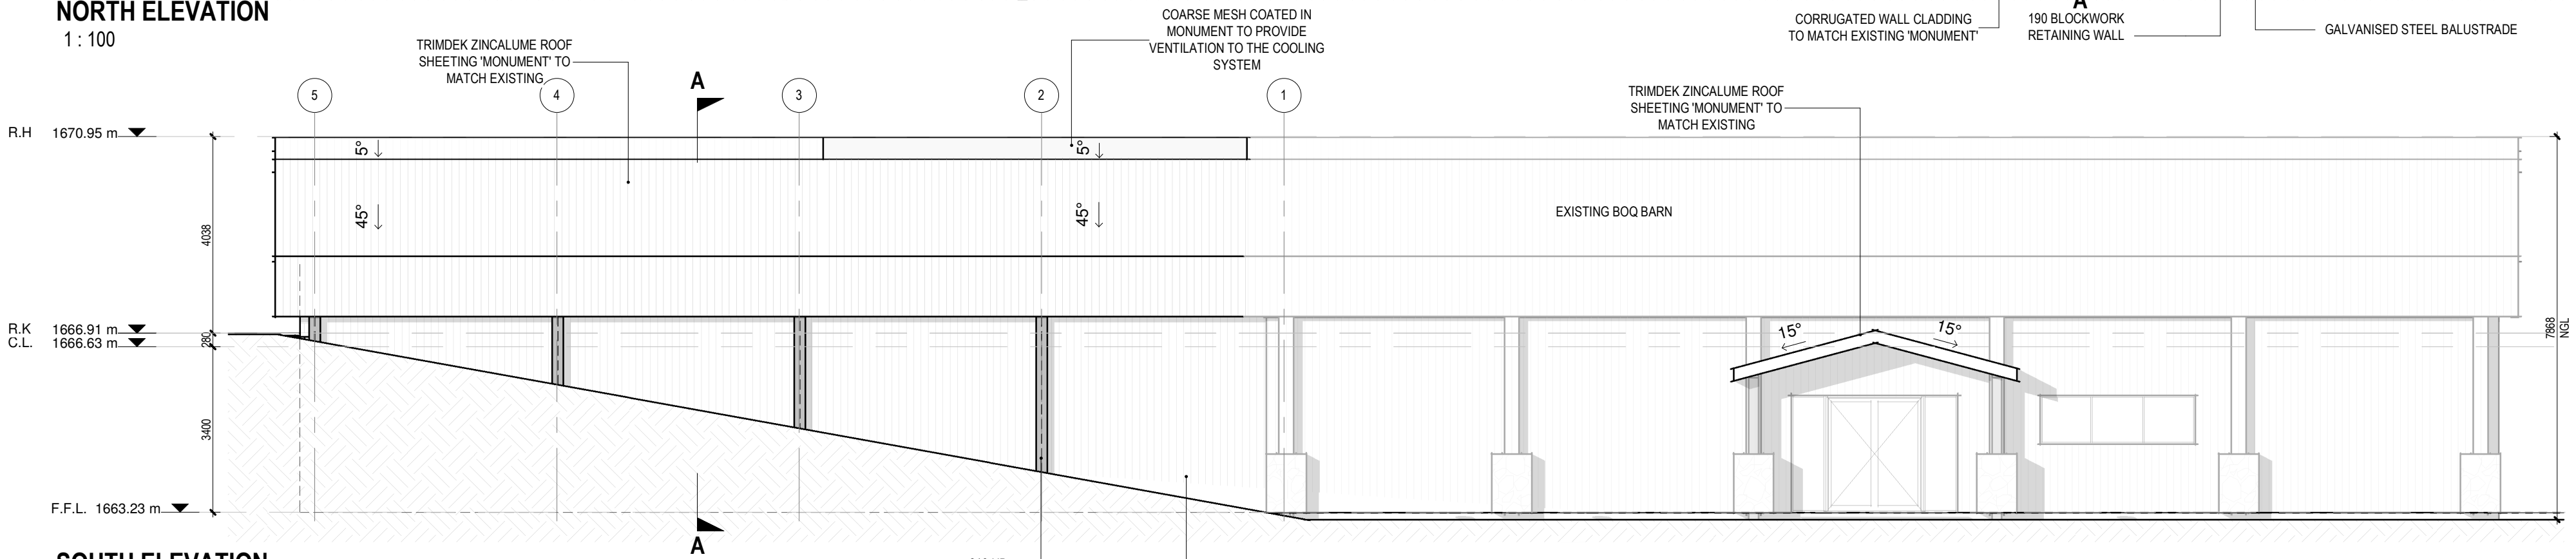 NORTH ELEVATION
1 : 100
TRIMDEK ZINCALUME ROOF
SHEETING 'MONUMENT' TO
MATCH EXISTING
COARSE MESH COATED IN
MONUMENT TO PROVIDE
VENTILATION TO THE COOLING
SYSTEM
CORRUGATED WALL CLADDING
TO MATCH EXISTING 'MONUMENT'
A
190 BLOCKWORK
RETAINING WALL
GALVANISED STEEL BALUSTRADE
TRIMDEK ZINCALUME ROOF
SHEETING 'MONUMENT' TO
MATCH EXISTING
5
4
A
3
2
1
R.H 1670.95 m
5°
5°
45°
45°
EXISTING BOQ BARN
4038
R.K 1666.91 m
C.L. 1666.63 m
280
15°
15°
7868
NGL
3400
F.F.L. 1663.23 m
A
SOUTH ELEVATION